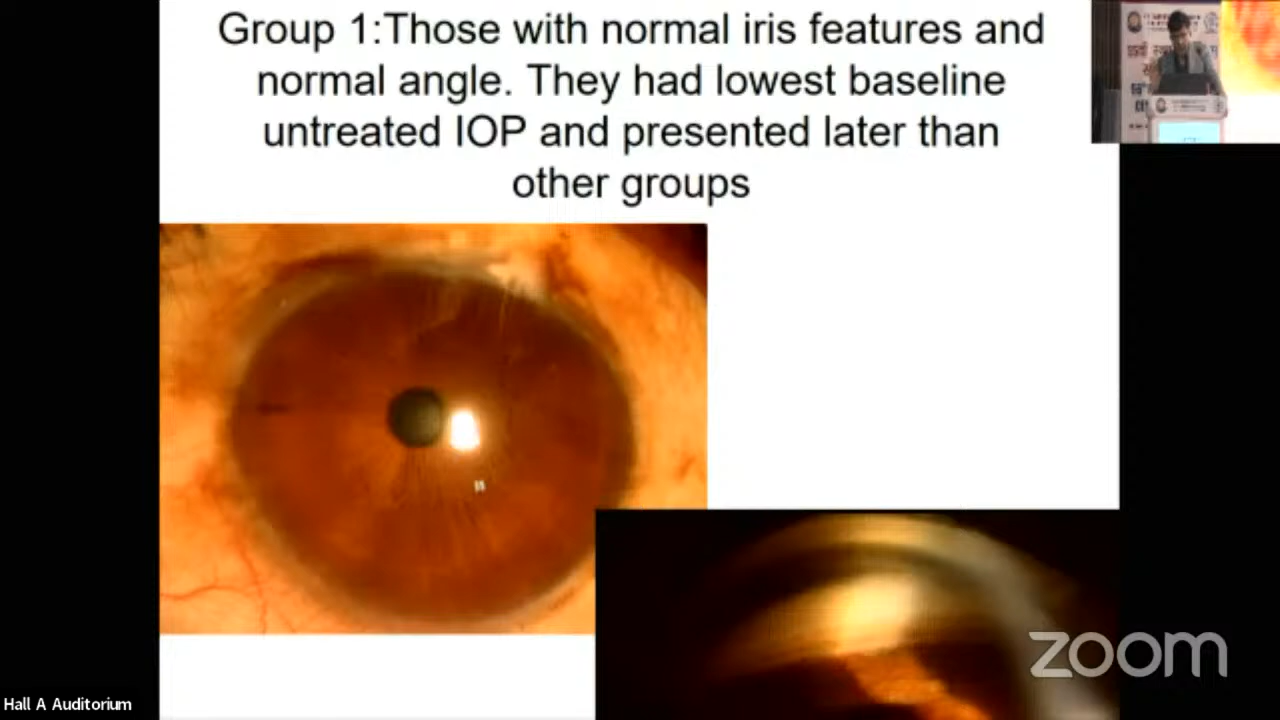 Group 1:Those with normal iris features and
normal angle. They had lowest baseline
untreated IOP and presented later than
other groups
zoom
Hall A Auditorium